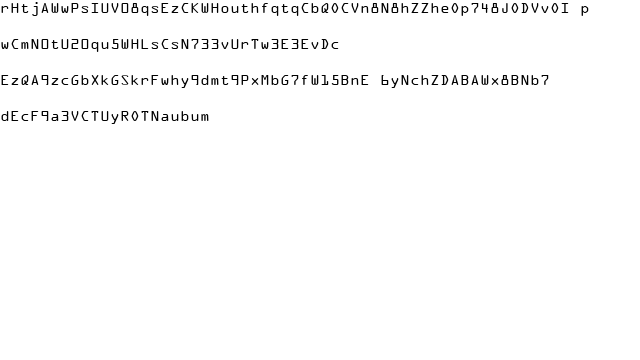 rHtjAWwPsIUVO8qsEzCKWHouthfqtqCbQ0CVn8N8hZZhe0p748J0DVv0I p
wCmNOtU2Oqu5WHLsCsN733vUrTw3E3EvDc
EzQA9zcGbXkGSkrFwhy9dmt9PxMbG7fW15BnE 6yNchZDABAWx8BNb7
dEcF9a3VCTUyR0TNaubum